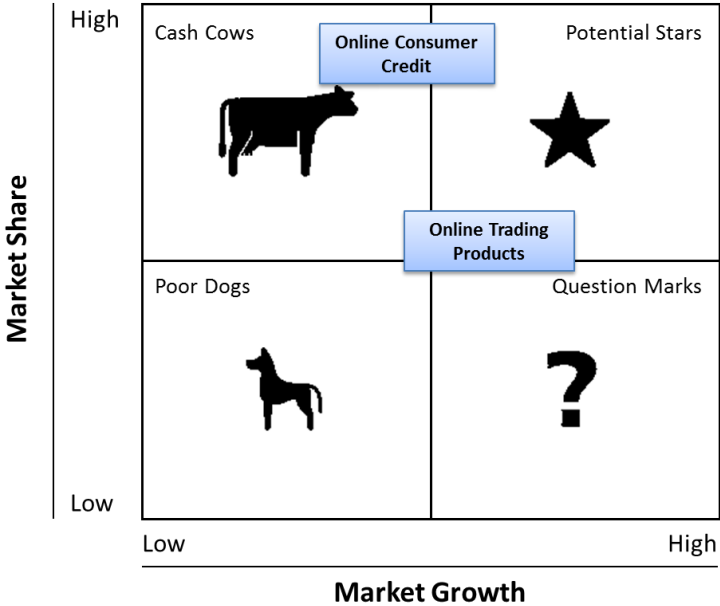 High
Cash Cows
Online Consumer
Credit
Potential Stars
Market Share
Online Trading
Products
Poor Dogs
Question Marks
?
Low
Low
High
Market Growth